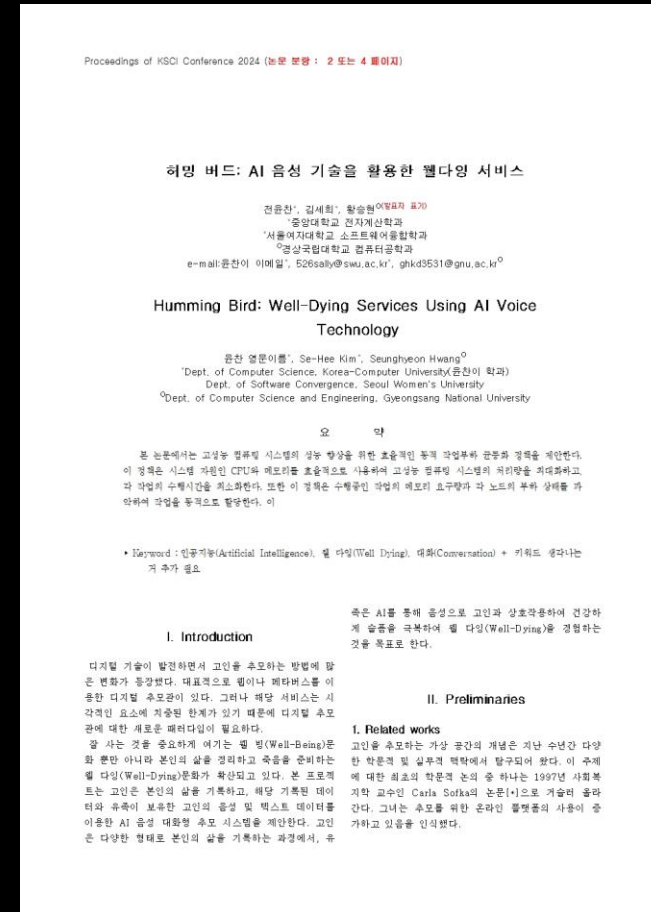 Proceedings of KSCI Conference 2024 (논문 분량 : 2 또는 4 페이지)
허밍 버드: AI 음성 기술을 활용한 웰다잉 서비스
전윤찬*, 김세희*, 황승현O(발표자 표기)
*중앙대학교 전자계산학과
*서울여자대학교 소프트웨어융합학과
O경상국립대학교 컴퓨터공학과
e-mail:윤찬이 이메일*, 526sally@swu.ac.kr*, ghkd3531@gnu.ac.krO
Humming Bird: Well-Dying Services Using AI Voice
Technology
윤찬 영문이름*, Se-Hee Kim*, Seunghyeon HwangO
*Dept. of Computer Science, Korea-Computer University(윤찬이 학과)
Dept. of Software Convergence, Seoul Women's University
ODept. of Computer Science and Engineering, Gyeongsang National University
요 약
본 논문에서는 고성능 컴퓨팅 시스템의 성능 향상을 위한 효율적인 동적 작업부하 균등화 정책을 제안한다.
이 정책은 시스템 자원인 CPU와 메모리를 효율적으로 사용하여 고성능 컴퓨팅 시스템의 처리량을 최대화하고,
각 작업의 수행시간을 최소화한다. 또한 이 정책은 수행중인 작업의 메모리 요구량과 각 노드의 부하 상태를 파
악하여 작업을 동적으로 할당한다. 이
▸ Keyword : 인공지능(Artificial Intelligence), 웰 다잉(Well Dying), 대화(Conversation) + 키워드 생각나는
거 추가 필요
I. Introduction
디지털 기술이 발전하면서 고인을 추모하는 방법에 많
은 변화가 등장했다. 대표적으로 웹이나 메타버스를 이
용한 디지털 추모관이 있다. 그러나 해당 서비스는 시
각적인 요소에 치중된 한계가 있기 때문에 디지털 추모
관에 대한 새로운 패러다임이 필요하다.
잘 사는 것을 중요하게 여기는 웰 빙(Well-Being)문
화 뿐만 아니라 본인의 삶을 정리하고 죽음을 준비하는
웰 다잉(Well-Dying)문화가 확산되고 있다. 본 프로젝
트는 고인은 본인의 삶을 기록하고, 해당 기록된 데이
터와 유족이 보유한 고인의 음성 및 텍스트 데이터를
이용한 AI 음성 대화형 추모 시스템을 제안한다. 고인
은 다양한 형태로 본인의 삶을 기록하는 과정에서, 유
족은 AI를 통해 음성으로 고인과 상호작용하여 건강하
게 슬픔을 극복하여 웰 다잉(Well-Dying)을 경험하는
것을 목표로 한다.
II. Preliminaries
1. Related works
고인을 추모하는 가상 공간의 개념은 지난 수년간 다양
한 학문적 및 실무적 맥락에서 탐구되어 왔다. 이 주제
에 대한 최초의 학문적 논의 중 하나는 1997년 사회복
지학 교수인 Carla Sofka의 논문[*]으로 거슬러 올라
간다. 그녀는 추모를 위한 온라인 플랫폼의 사용이 증
가하고 있음을 인식했다.